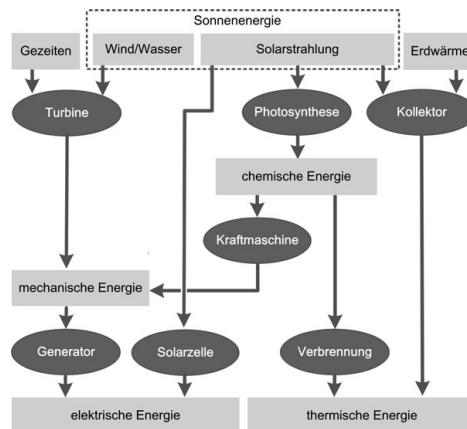 Sonnenenergie
Gezeiten
Wind/Wasser
Solarstrahlung
Erdwärme
Turbine
Photosynthese
Kollektor
chemische Energie
Kraftmaschine
mechanische Energie
Generator
Solarzelle
Verbrennung
elektrische Energie
thermische Energie